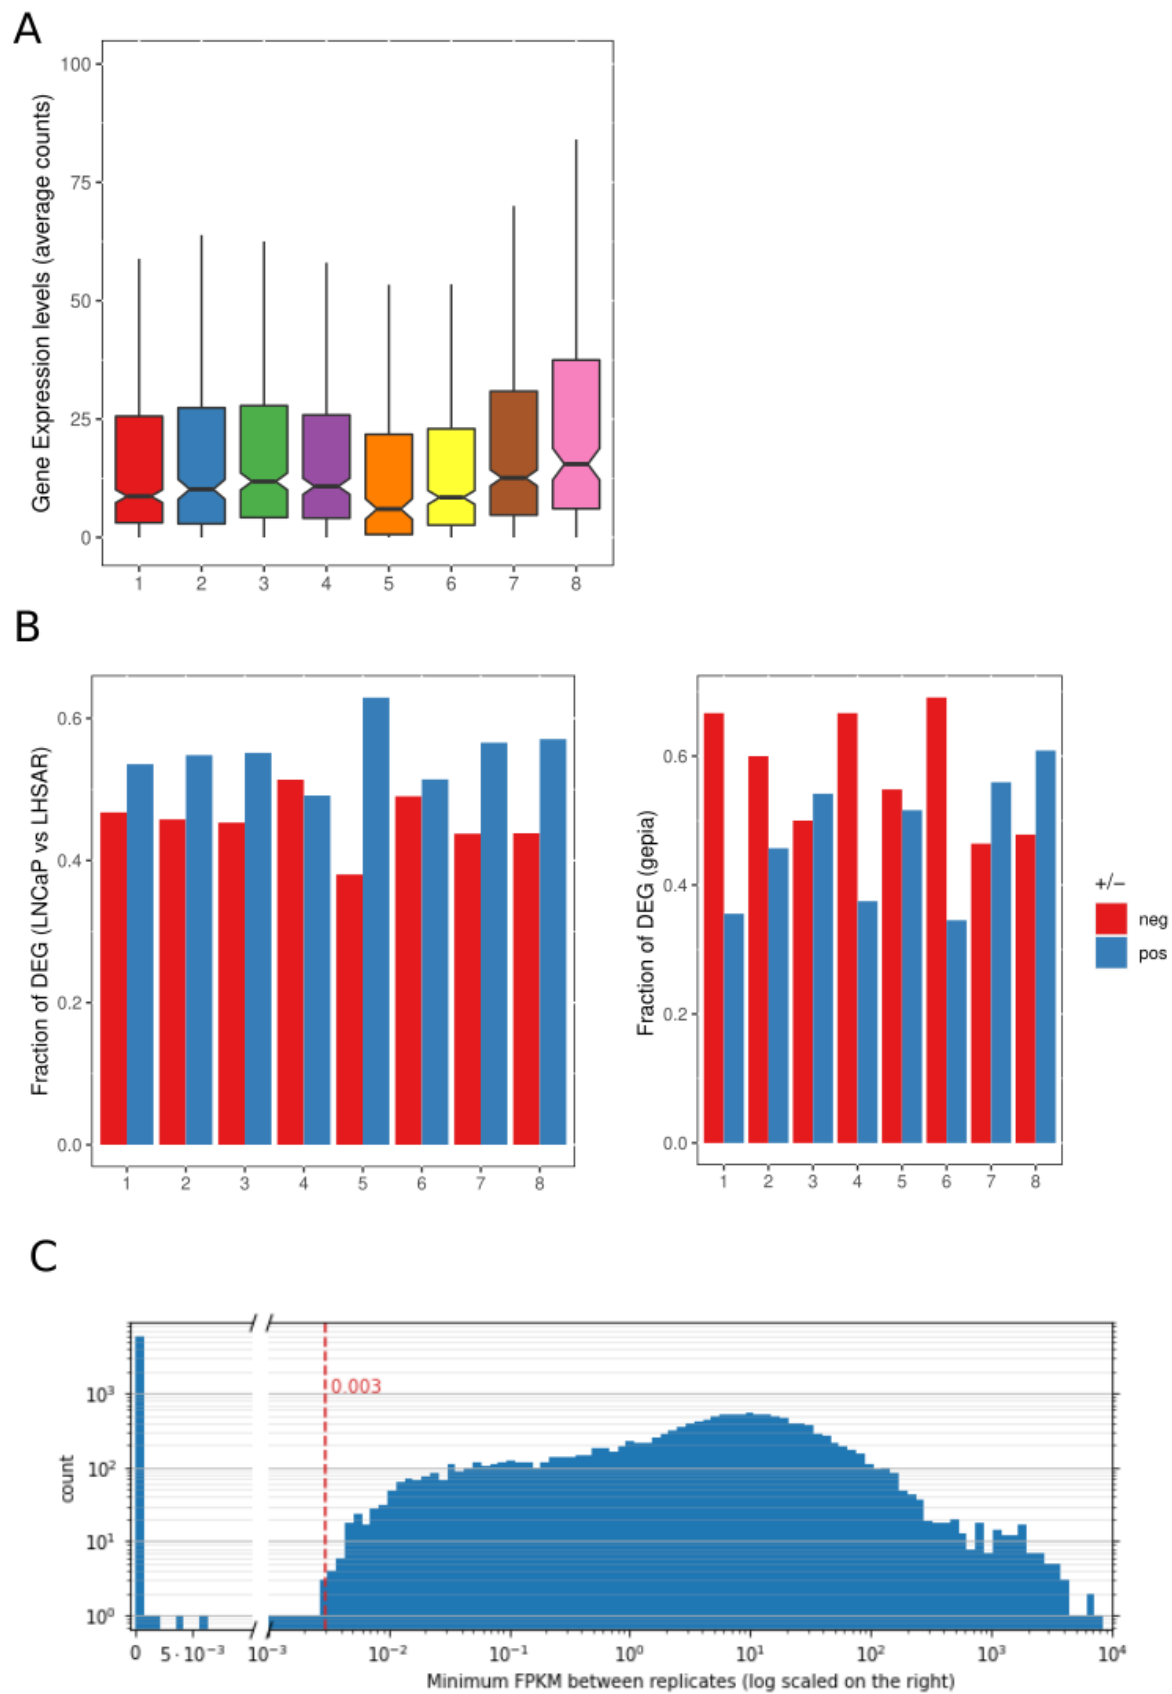 A
Gene Expression levels (average counts)
100
75
50
25
0
1 2 3 4 5 6 7 8
B
Fraction of DEG (LNCaP vs LHSAR)
0.6
0.4
0.2
0.0
1 2 3 4 5 6 7 8
Fraction of DEG (gepia)
0.6
0.4
0.2
0.0
1 2 3 4 5 6 7 8
+/−
neg
pos
C
count
10³
10²
10¹
10⁰
0.003
0 5·10⁻³ 10⁻³ 10⁻² 10⁻¹ 10⁰ 10¹ 10² 10³ 10⁴
Minimum FPKM between replicates (log scaled on the right)